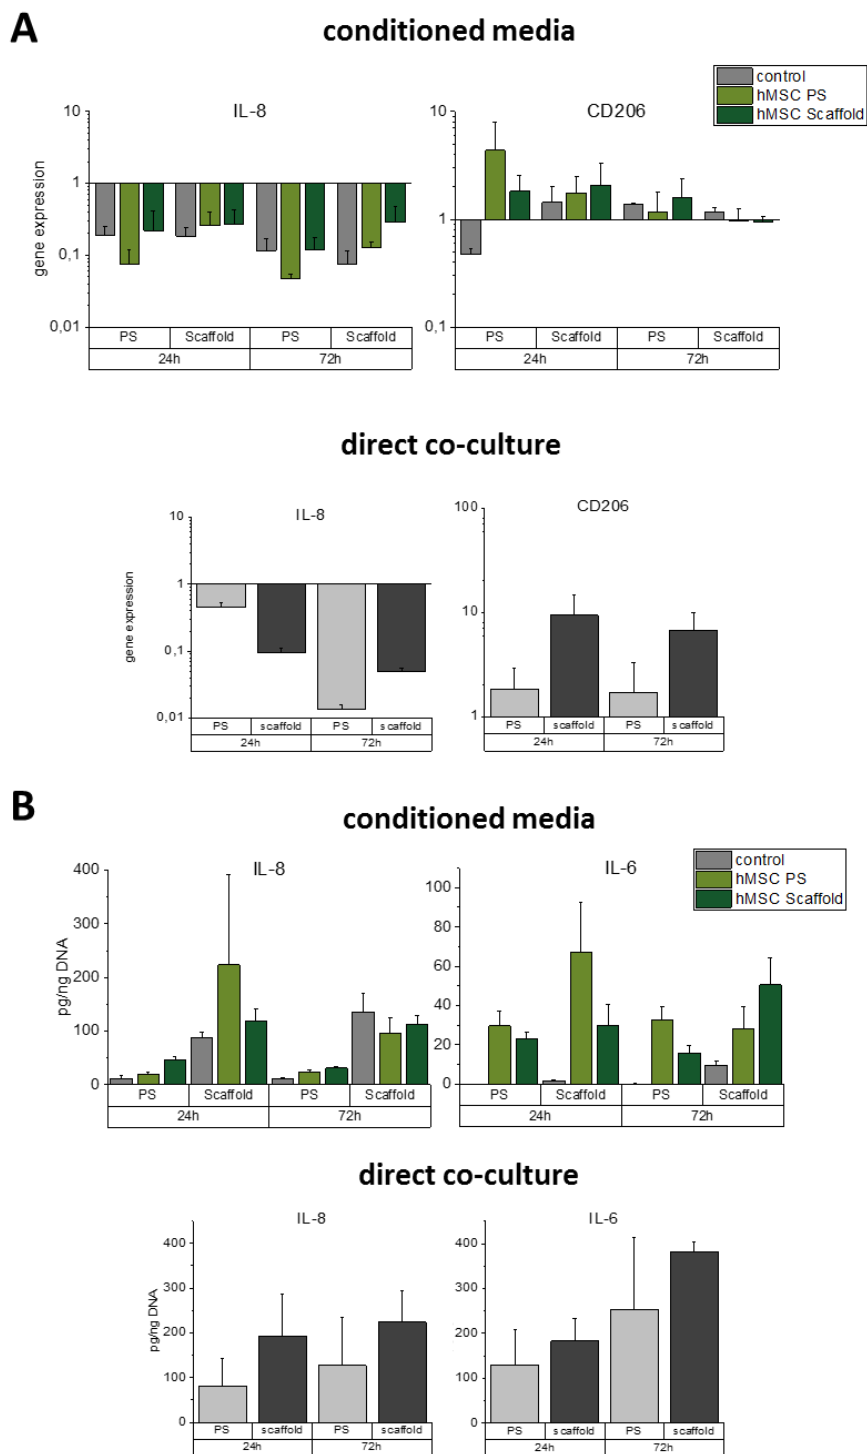 A
conditioned media
control
hMSC PS
hMSC Scaffold
IL-8
CD206
gene expression
10
1
0,1
0,01
10
1
0,1
PS Scaffold PS Scaffold
24h 72h
PS Scaffold PS Scaffold
24h 72h
direct co-culture
IL-8
CD206
gene expression
10
1
0,1
0,01
100
10
1
PS scaffold PS scaffold
24h 72h
PS scaffold PS scaffold
24h 72h
B
conditioned media
control
hMSC PS
hMSC Scaffold
IL-8
IL-6
pg/ng DNA
400
300
200
100
0
100
80
60
40
20
0
PS Scaffold PS Scaffold
24h 72h
PS Scaffold PS Scaffold
24h 72h
direct co-culture
IL-8
IL-6
pg/ng DNA
400
300
200
100
0
400
300
200
100
0
PS scaffold PS scaffold
24h 72h
PS scaffold PS scaffold
24h 72h